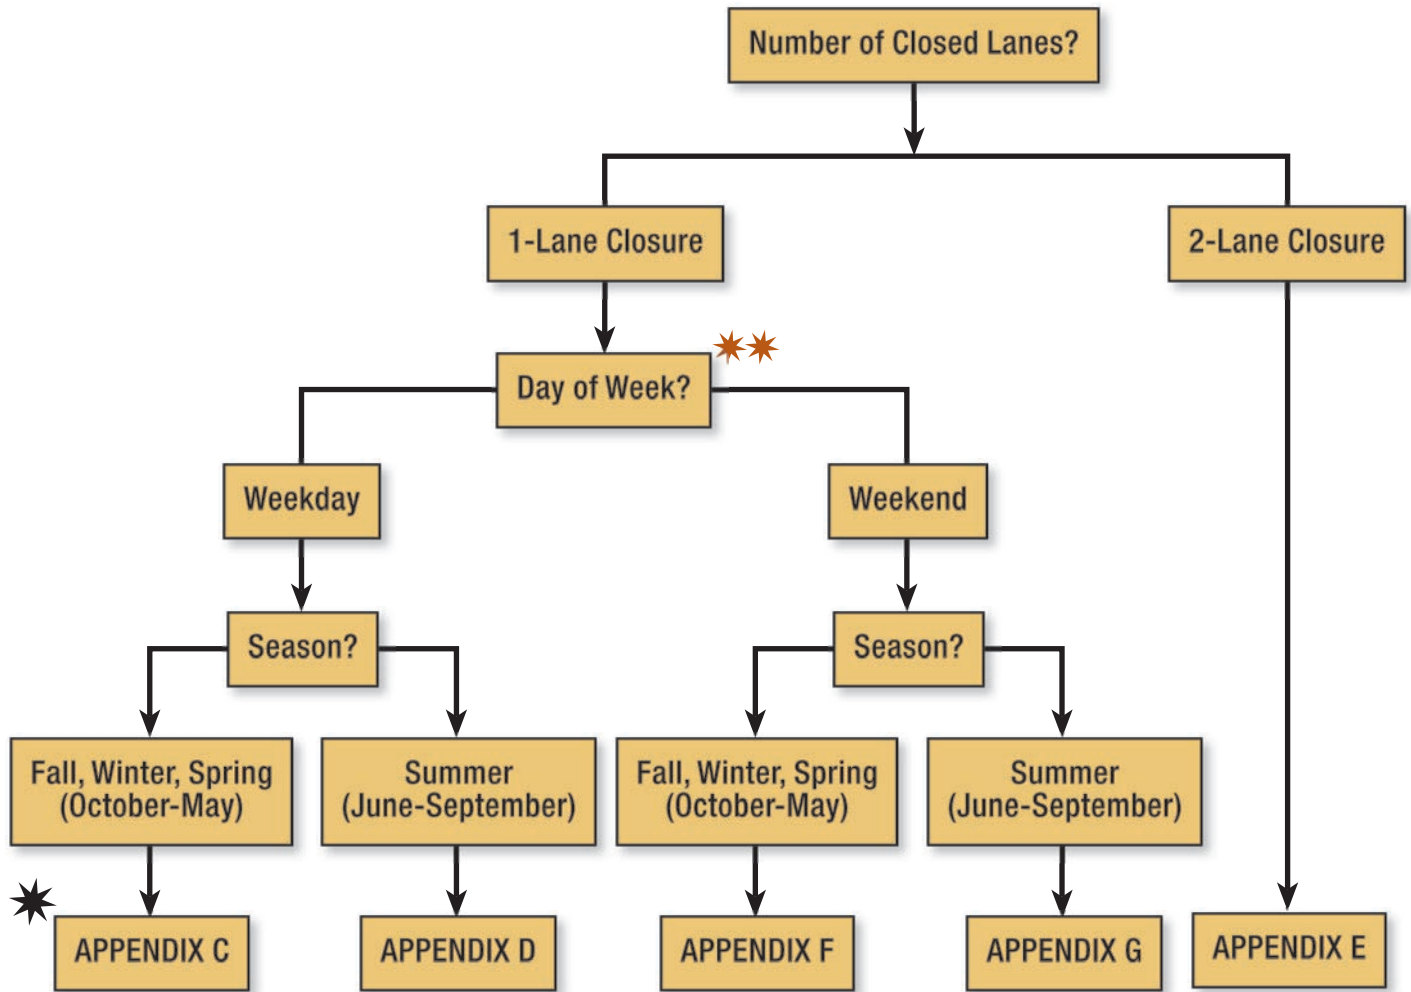 Number of Closed Lanes?
1-Lane Closure
2-Lane Closure
Day of Week?
Weekday
Weekend
Season?
Season?
Fall, Winter, Spring
(October-May)
Summer
(June-September)
Fall, Winter, Spring
(October-May)
Summer
(June-September)
APPENDIX C
APPENDIX D
APPENDIX F
APPENDIX G
APPENDIX E